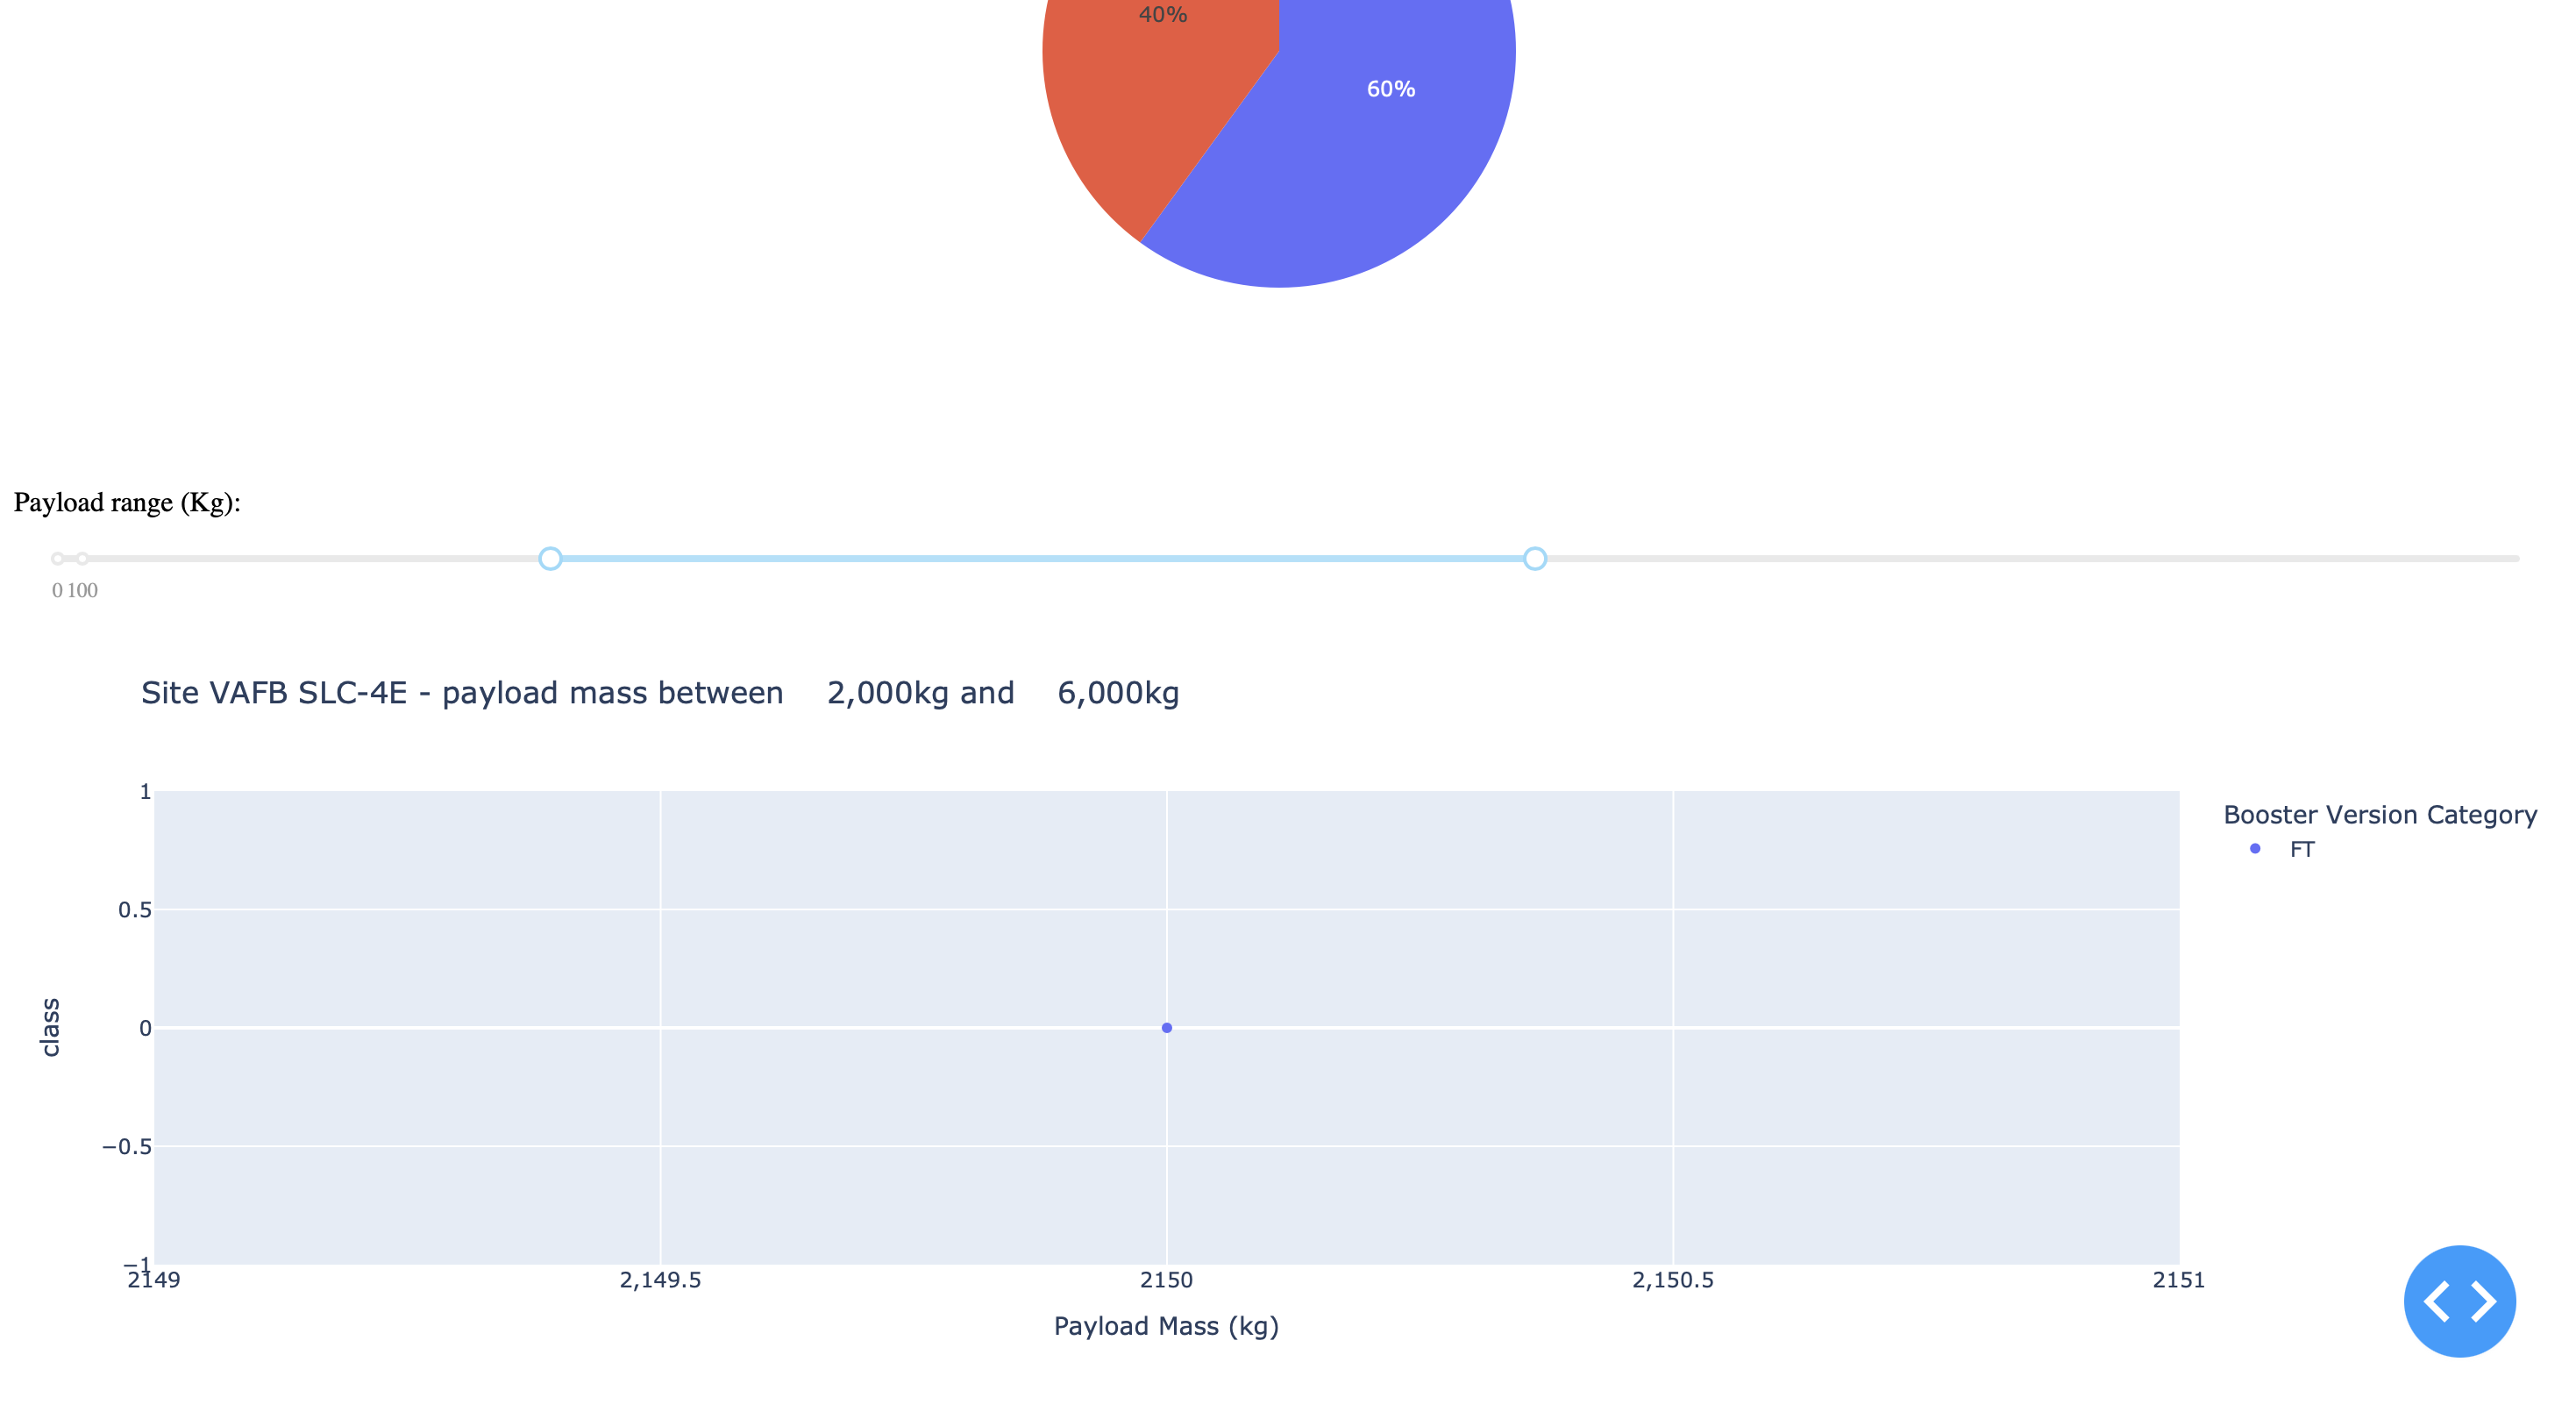 40%
60%
Payload range (Kg):
0 100
Site VAFB SLC-4E - payload mass between 2,000kg and 6,000kg
Booster Version Category
FT
1
0.5
0
−0.5
−1
class
2149 2,149.5 2150 2,150.5 2151
Payload Mass (kg)